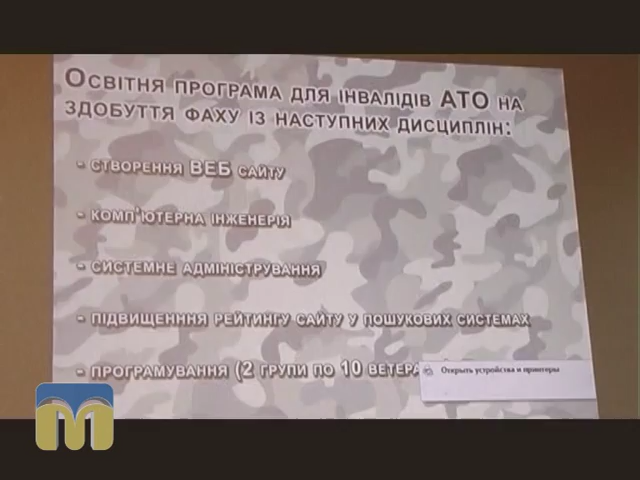 Освітня програма для інвалідів АТО на
здобуття фаху із наступних дисциплін:
- створення ВЕБ сайту
- комп'ютерна інженерія
- системне адміністрування
- підвищенння рейтингу сайту у пошукових системах
- програмування (2 групи по 10
Открыть устройства и принтеры
М